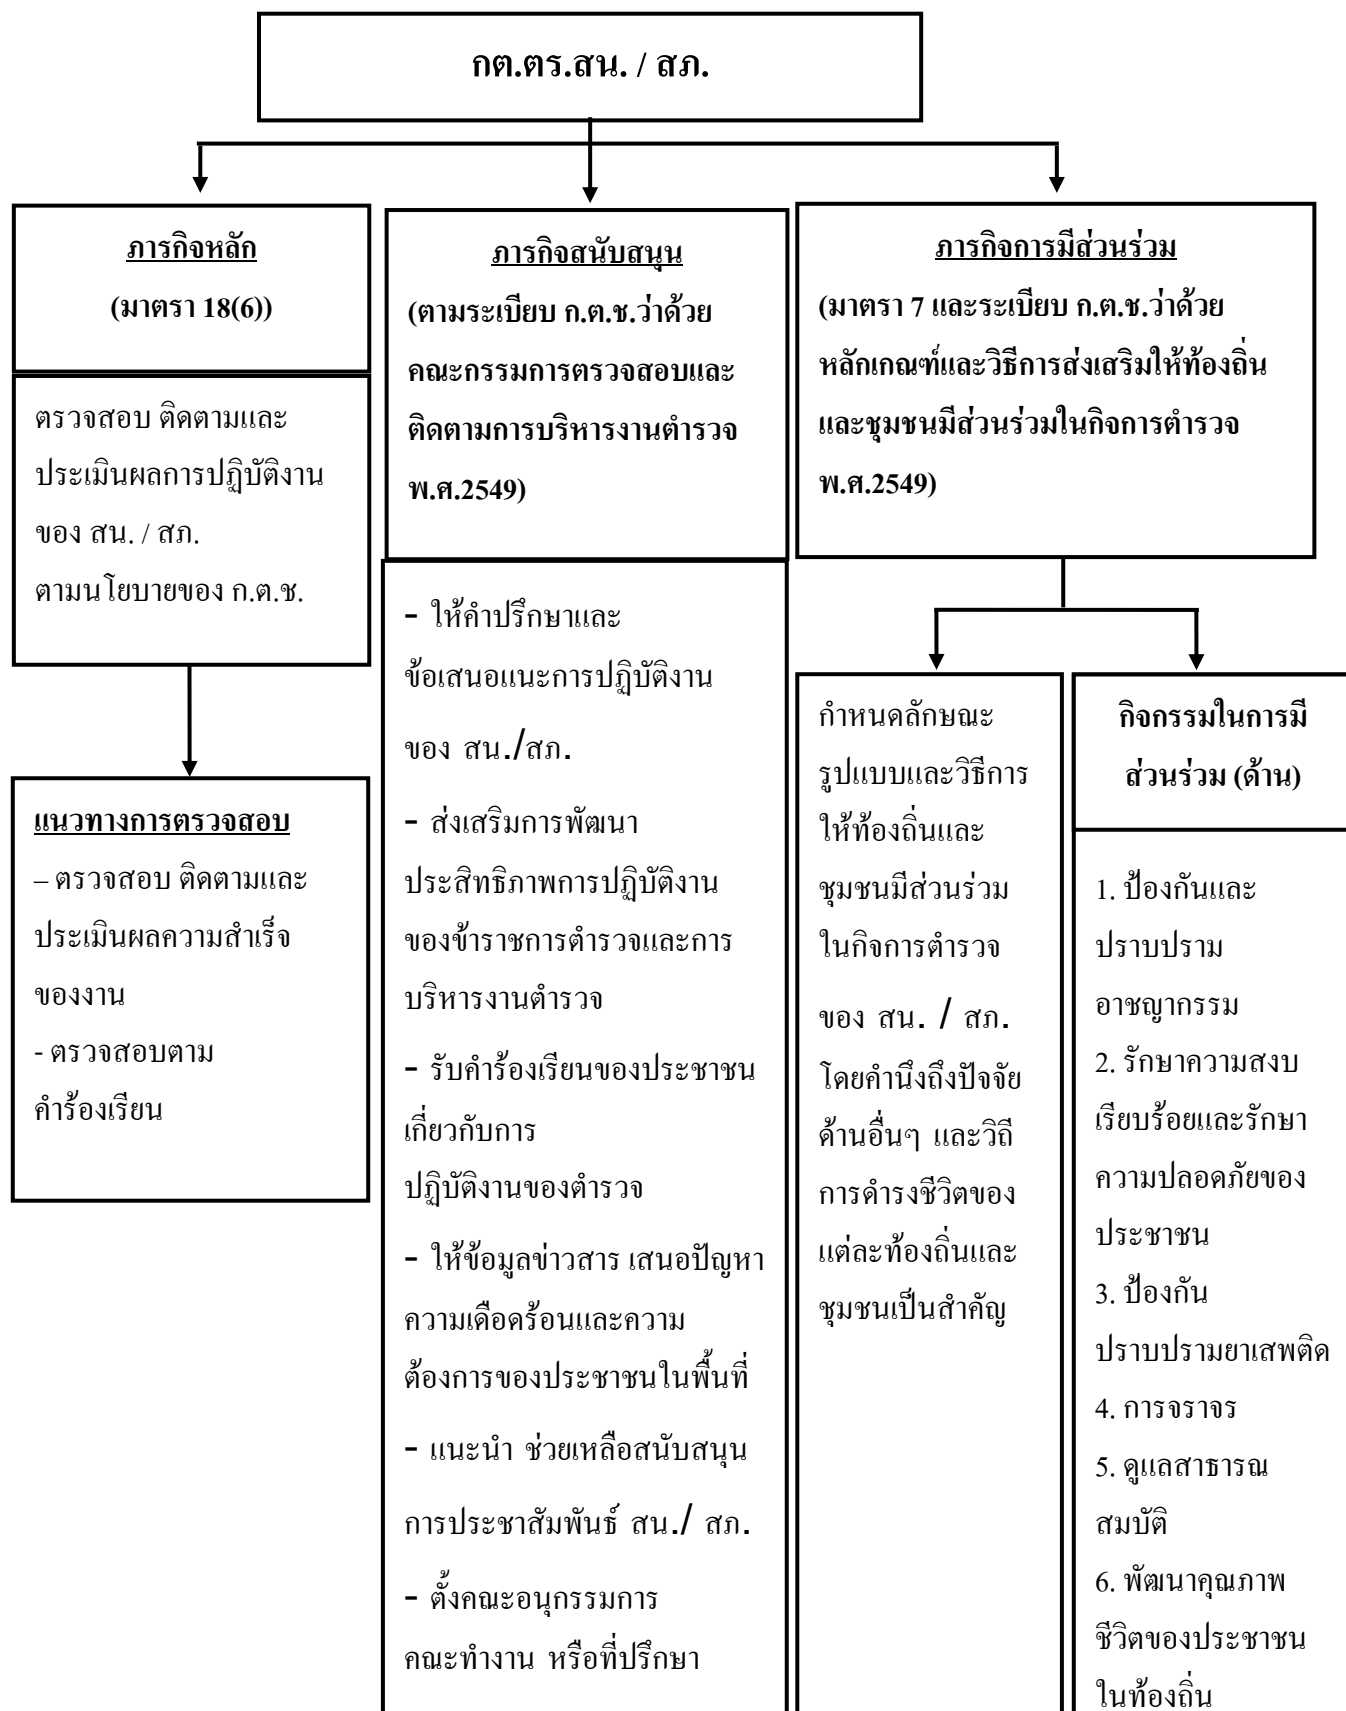 กต.ตร.สน. / สภ.
ภารกิจหลัก
(มาตรา 18(6))
ตรวจสอบ ติดตามและ
ประเมินผลการปฏิบัติงาน
ของ สน. / สภ.
ตามนโยบายของ ก.ต.ช.
แนวทางการตรวจสอบ
– ตรวจสอบ ติดตามและ
ประเมินผลความสำเร็จ
ของงาน
- ตรวจสอบตาม
คำร้องเรียน
ภารกิจสนับสนุน
(ตามระเบียบ ก.ต.ช.ว่าด้วย
คณะกรรมการตรวจสอบและ
ติดตามการบริหารงานตำรวจ
พ.ศ.2549)
- ให้คำปรึกษาและ
ข้อเสนอแนะการปฏิบัติงาน
ของ สน./สภ.
- ส่งเสริมการพัฒนา
ประสิทธิภาพการปฏิบัติงาน
ของข้าราชการตำรวจและการ
บริหารงานตำรวจ
- รับคำร้องเรียนของประชาชน
เกี่ยวกับการ
ปฏิบัติงานของตำรวจ
- ให้ข้อมูลข่าวสาร เสนอปัญหา
ความเดือดร้อนและความ
ต้องการของประชาชนในพื้นที่
- แนะนำ ช่วยเหลือสนับสนุน
การประชาสัมพันธ์ สน./ สภ.
- ตั้งคณะอนุกรรมการ
คณะทำงาน หรือที่ปรึกษา
ภารกิจการมีส่วนร่วม
(มาตรา 7 และระเบียบ ก.ต.ช.ว่าด้วย
หลักเกณฑ์และวิธีการส่งเสริมให้ท้องถิ่น
และชุมชนมีส่วนร่วมในกิจการตำรวจ
พ.ศ.2549)
กำหนดลักษณะ
รูปแบบและวิธีการ
ให้ท้องถิ่นและ
ชุมชนมีส่วนร่วม
ในกิจการตำรวจ
ของ สน. / สภ.
โดยคำนึงถึงปัจจัย
ด้านอื่นๆ และวิถี
การดำรงชีวิตของ
แต่ละท้องถิ่นและ
ชุมชนเป็นสำคัญ
กิจกรรมในการมี
ส่วนร่วม (ด้าน)
1. ป้องกันและ
ปราบปราม
อาชญากรรม
2. รักษาความสงบ
เรียบร้อยและรักษา
ความปลอดภัยของ
ประชาชน
3. ป้องกัน
ปราบปรามยาเสพติด
4. การจราจร
5. ดูแลสาธารณ
สมบัติ
6. พัฒนาคุณภาพ
ชีวิตของประชาชน
ในท้องถิ่น